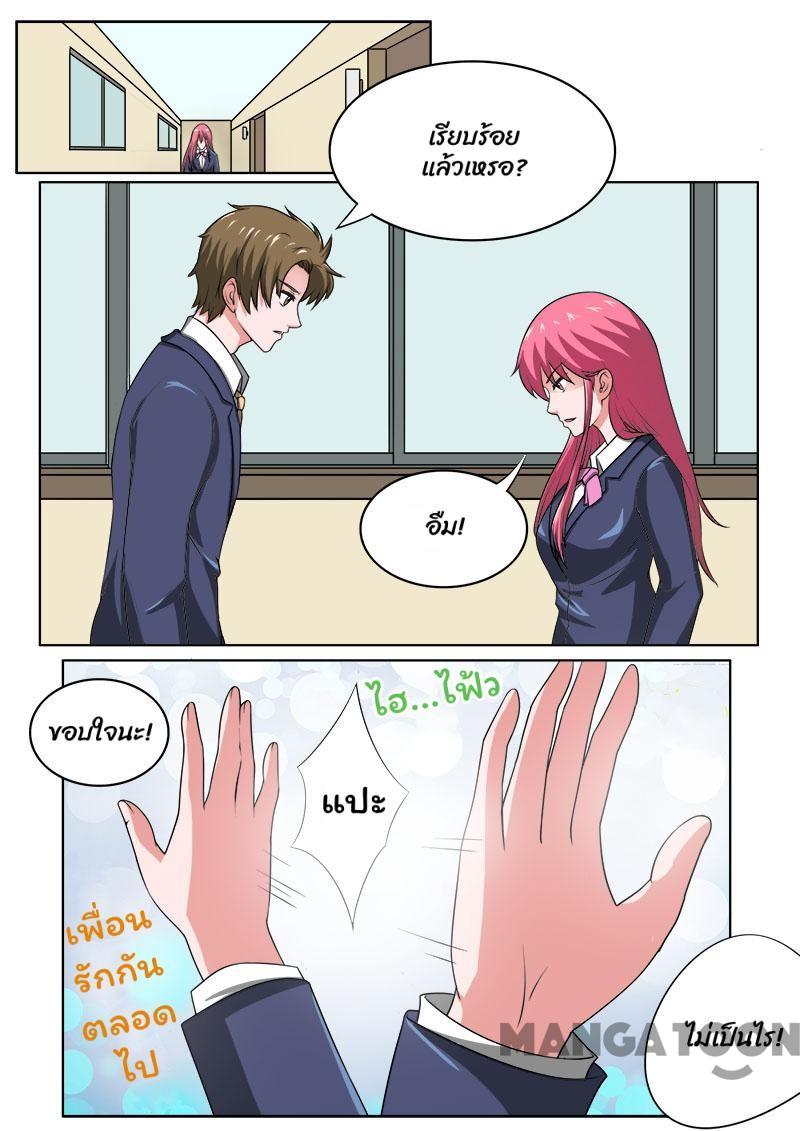 เรียบร้อย
แล้วเหรอ?
อืม!
ไฮ...ไฟ้ว
ขอบใจนะ!
แปะ
เพื่อน
รักกัน
ตลอด
ไป
ไม่เป็นไร!
MANGATOON